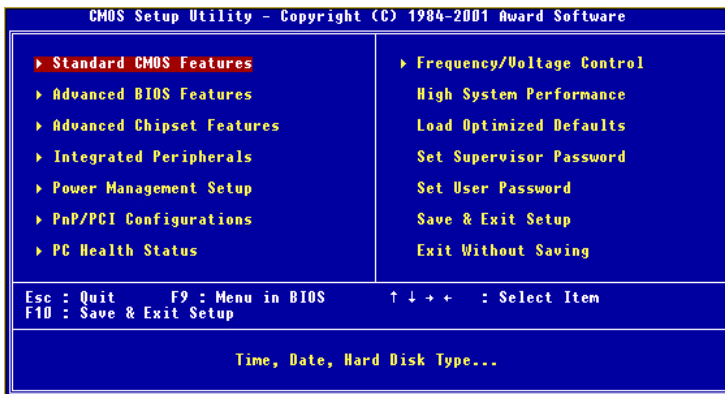 CMOS Setup Utility - Copyright (C) 1984-2001 Award Software
▸ Standard CMOS Features
▸ Advanced BIOS Features
▸ Advanced Chipset Features
▸ Integrated Peripherals
▸ Power Management Setup
▸ PnP/PCI Configurations
▸ PC Health Status
▸ Frequency/Voltage Control
High System Performance
Load Optimized Defaults
Set Supervisor Password
Set User Password
Save & Exit Setup
Exit Without Saving
Esc : Quit F9 : Menu in BIOS ↑ ↓ → ← : Select Item
F10 : Save & Exit Setup
Time, Date, Hard Disk Type...